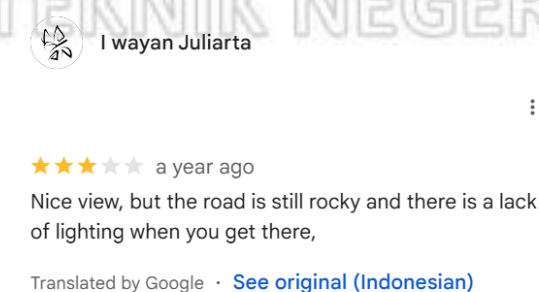 TEKNIK NEGER
I wayan Juliarta
a year ago
Nice view, but the road is still rocky and there is a lack
of lighting when you get there,
Translated by Google · See original (Indonesian)